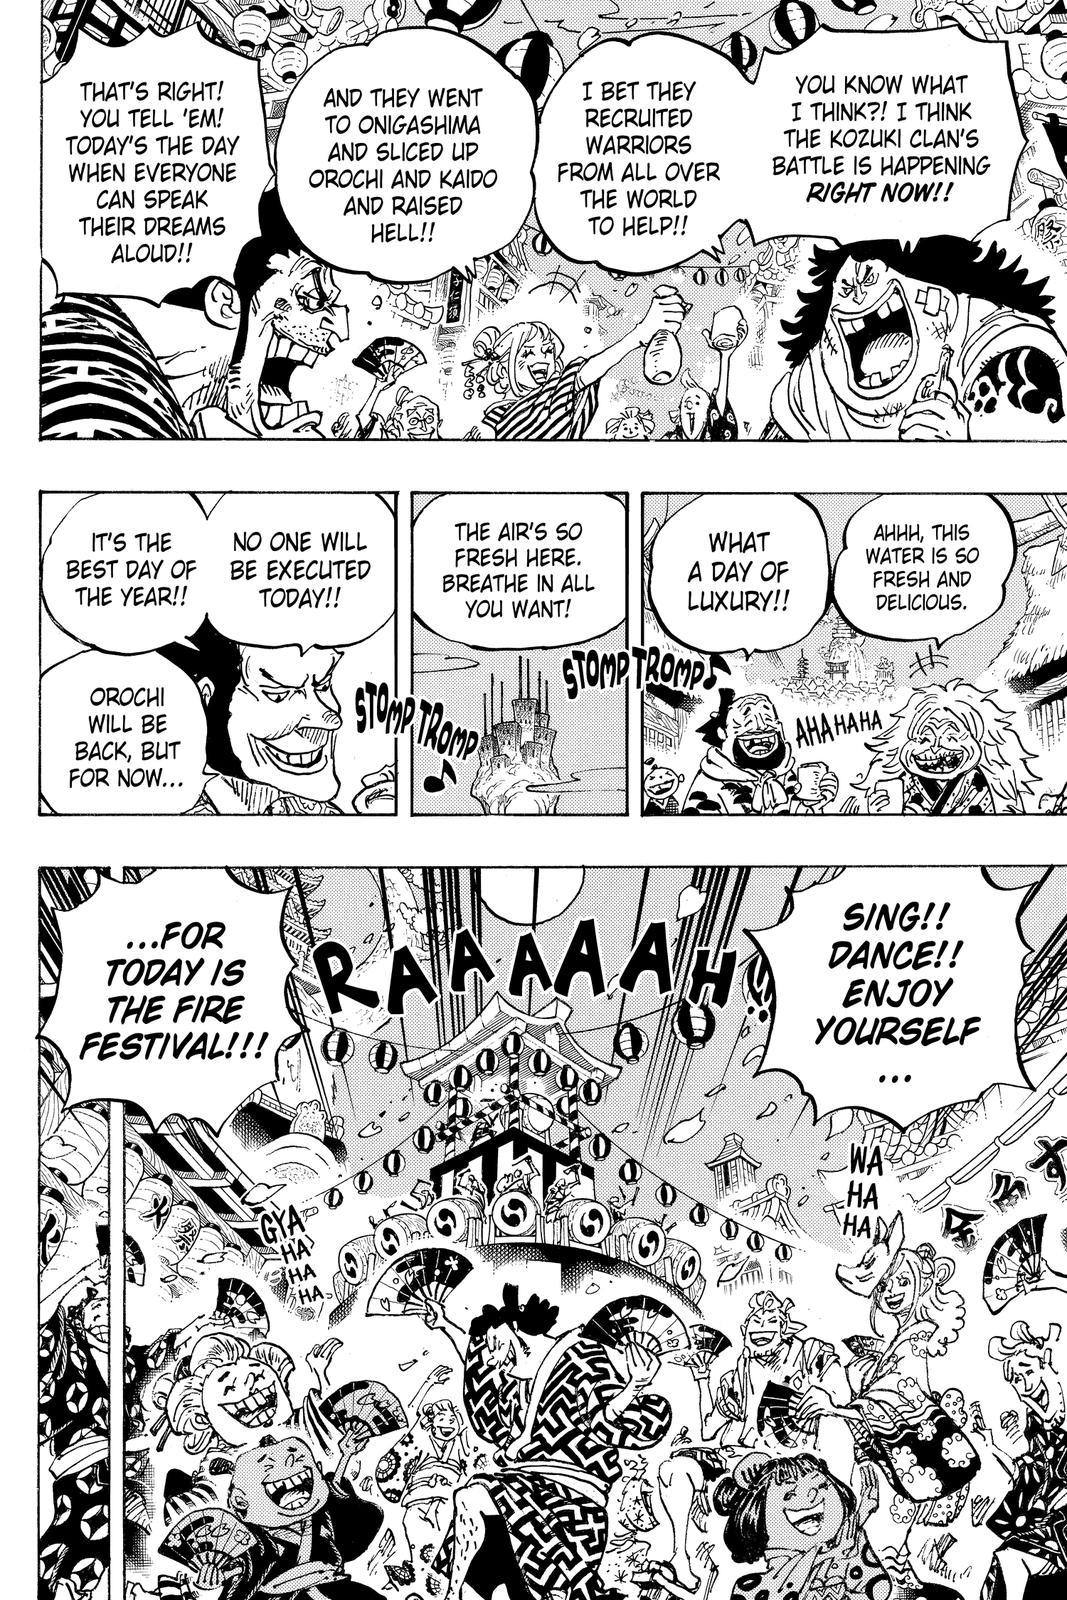 YOU KNOW WHAT
I THINK?! I THINK
THE KOZUKI CLAN'S
BATTLE IS HAPPENING
RIGHT NOW!!
I BET THEY
RECRUITED
WARRIORS
FROM ALL OVER
THE WORLD
TO HELP!!
AND THEY WENT
TO ONIGASHIMA
AND SLICED UP
OROCHI AND KAIDO
AND RAISED
HELL!!
THAT'S RIGHT!
YOU TELL 'EM!
TODAY'S THE DAY
WHEN EVERYONE
CAN SPEAK
THEIR DREAMS
ALOUD!!
AHHH, THIS
WATER IS SO
FRESH AND
DELICIOUS.
WHAT
A DAY OF
LUXURY!!
AHAHAHA
STOMP TROMP♪
THE AIR'S SO
FRESH HERE.
BREATHE IN ALL
YOU WANT!
STOMP TROMP
♪
NO ONE WILL
BE EXECUTED
TODAY!!
IT'S THE
BEST DAY OF
THE YEAR!!
OROCHI
WILL BE
BACK, BUT
FOR NOW...
SING!!
DANCE!!
ENJOY
YOURSELF
...
RAAAAAAH
...FOR
TODAY IS
THE FIRE
FESTIVAL!!!
WA
HA
HA!
GYA
HA
HA
HA